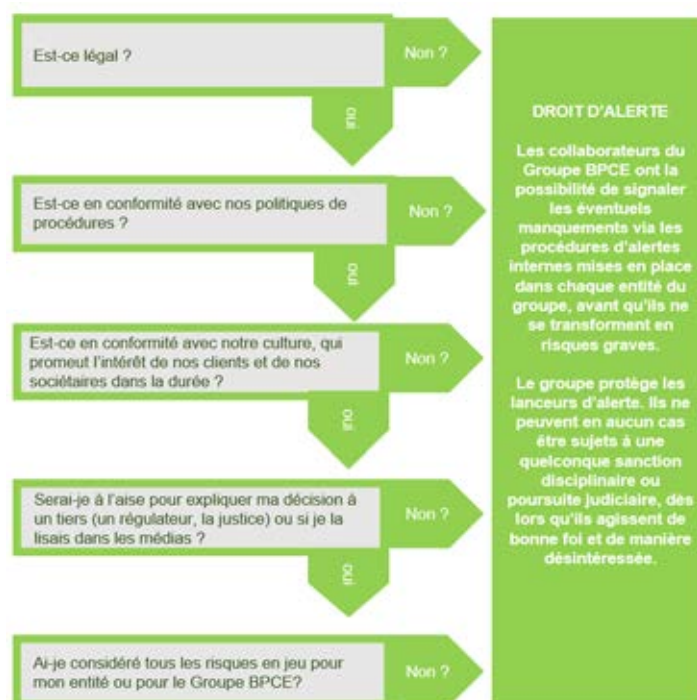 Est-ce légal ?
Non ?
oui
Est-ce en conformité avec nos politiques de
procédures ?
Non ?
oui
Est-ce en conformité avec notre culture, qui
promeut l'intérêt de nos clients et de nos
sociétaires dans la durée ?
Non ?
oui
Serai-je à l'aise pour expliquer ma décision à
un tiers (un régulateur, la justice) ou si je la
lisais dans les médias ?
Non ?
oui
Ai-je considéré tous les risques en jeu pour
mon entité ou pour le Groupe BPCE?
Non ?
DROIT D'ALERTE
Les collaborateurs du
Groupe BPCE ont la
possibilité de signaler
les éventuels
manquements via les
procédures d'alertes
internes mises en place
dans chaque entité du
groupe, avant qu'ils ne
se transforment en
risques graves.
Le groupe protège les
lanceurs d'alerte. Ils ne
peuvent en aucun cas
être sujets à une
quelconque sanction
disciplinaire ou
poursuite judiciaire, dès
lors qu'ils agissent de
bonne foi et de manière
désintéressée.